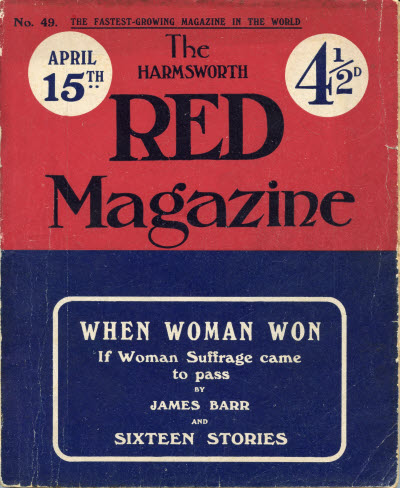 No. 49. THE FASTEST-GROWING MAGAZINE IN THE WORLD
APRIL
15TH
The
HARMSWORTH
4½D
RED
Magazine
WHEN WOMAN WON
If Woman Suffrage came
to pass
BY
JAMES BARR
AND
SIXTEEN STORIES